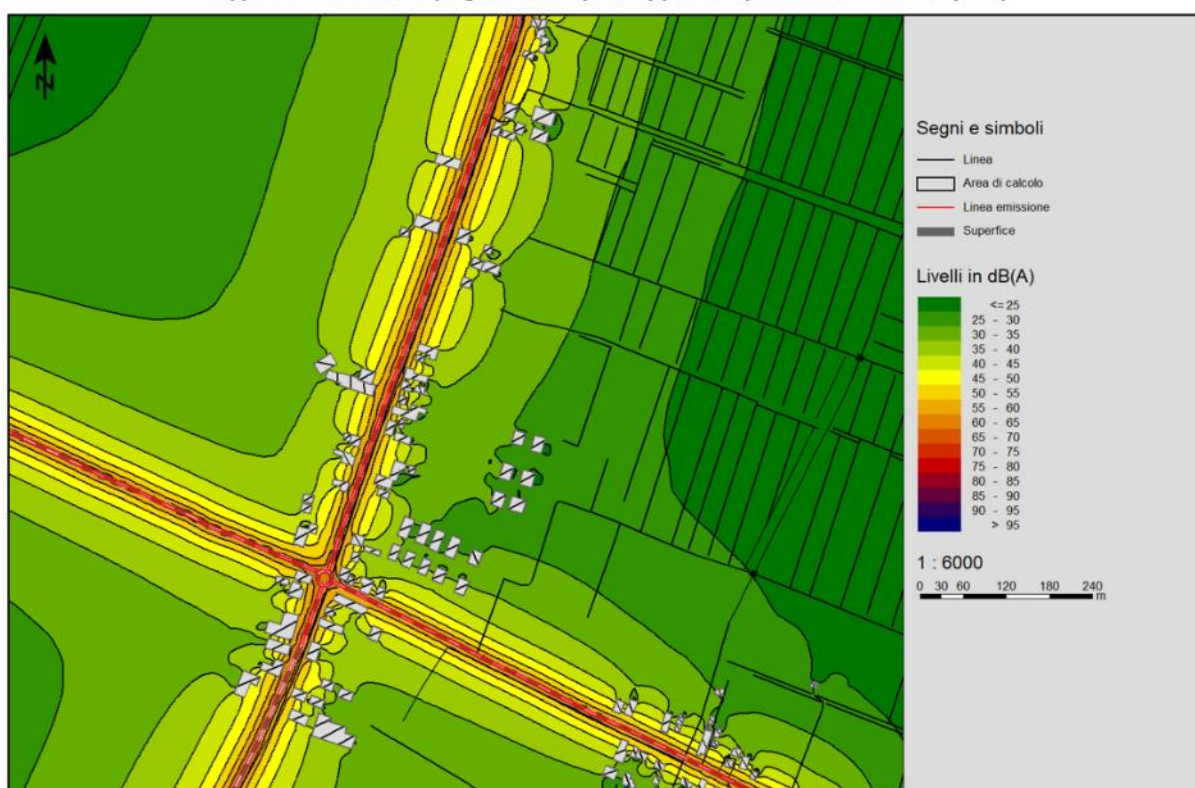 N
Segni e simboli
Linea
Area di calcolo
Linea emissione
Superfice
Livelli in dB(A)
<= 25
25 - 30
30 - 35
35 - 40
40 - 45
45 - 50
50 - 55
55 - 60
60 - 65
65 - 70
70 - 75
75 - 80
80 - 85
85 - 90
90 - 95
> 95
1 : 6000
0 30 60 120 180 240
m